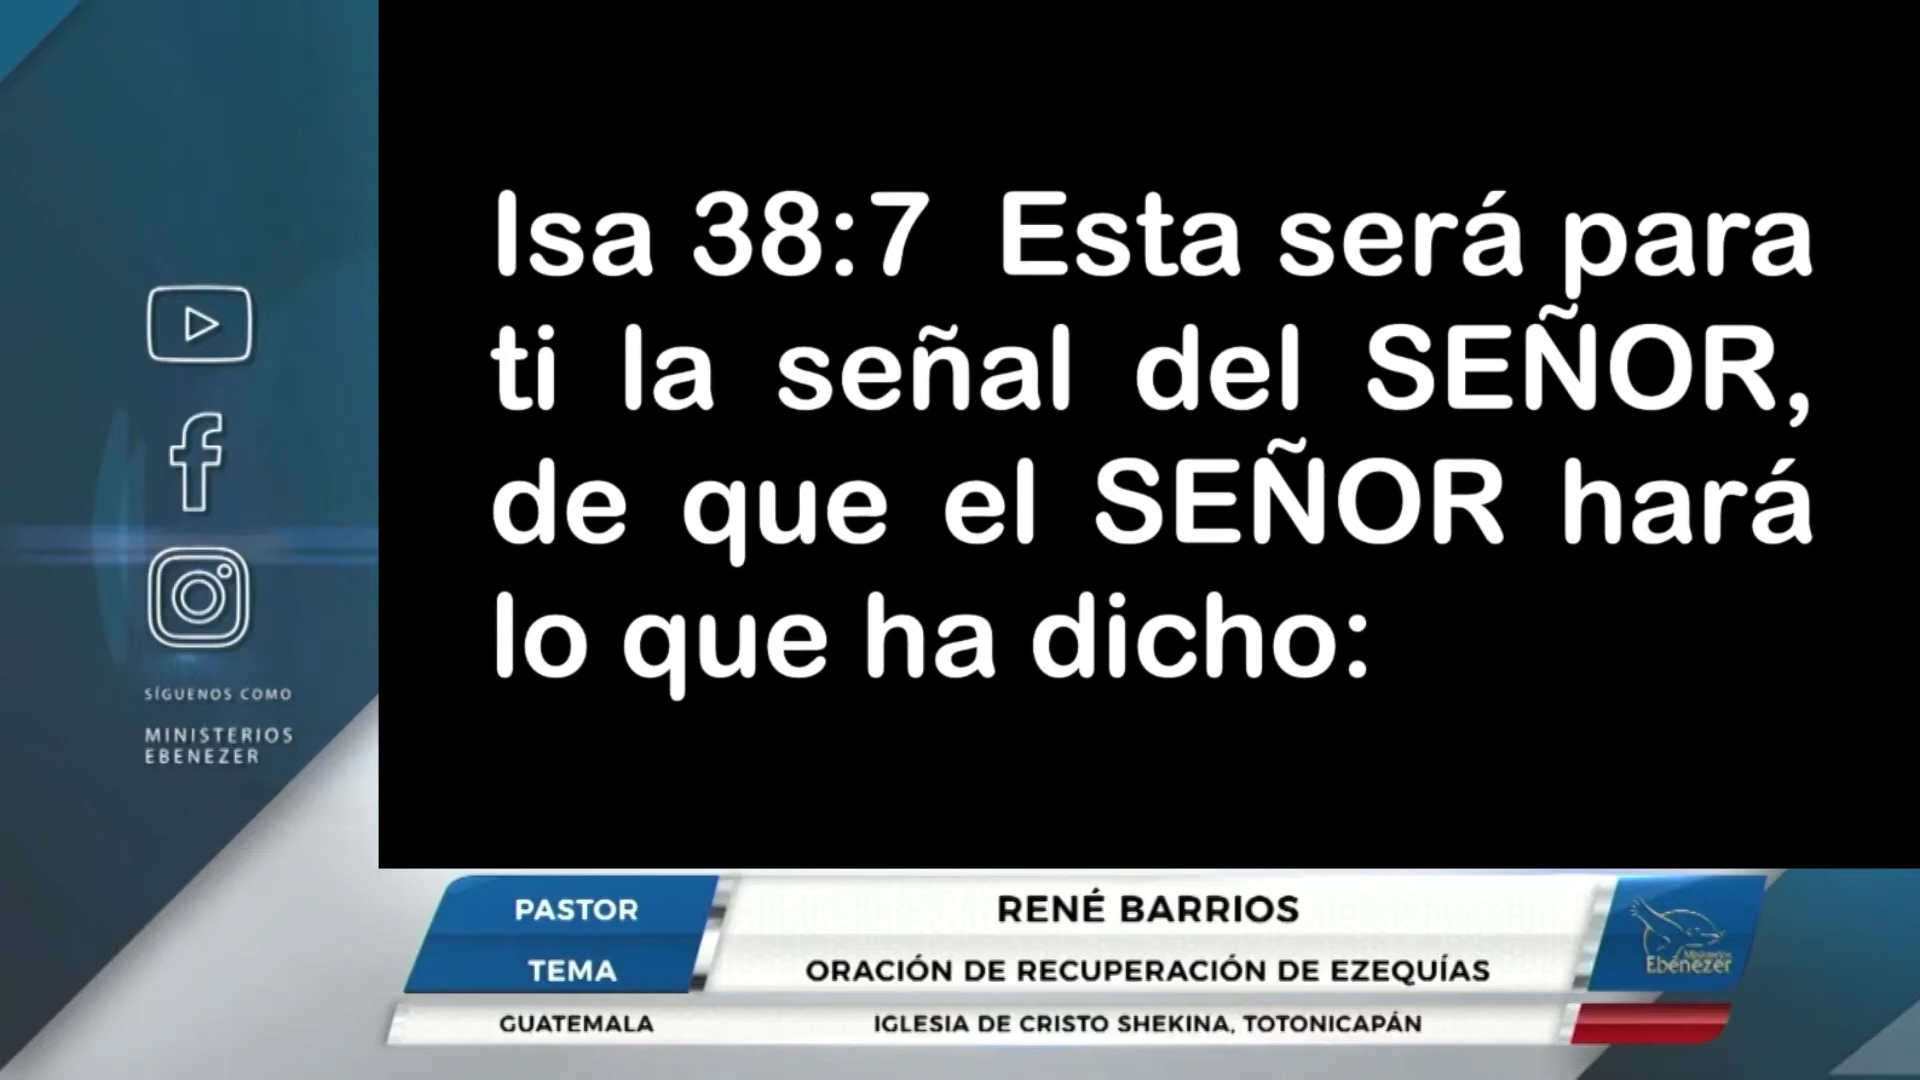 Isa 38:7 Esta será para
ti la señal del SEÑOR,
de que el SEÑOR hará
lo que ha dicho:
SÍGUENOS COMO
MINISTERIOS
EBENEZER
PASTOR
RENÉ BARRIOS
TEMA
ORACIÓN DE RECUPERACIÓN DE EZEQUÍAS
Ministerios
Ebenezer
GUATEMALA
IGLESIA DE CRISTO SHEKINA, TOTONICAPÁN